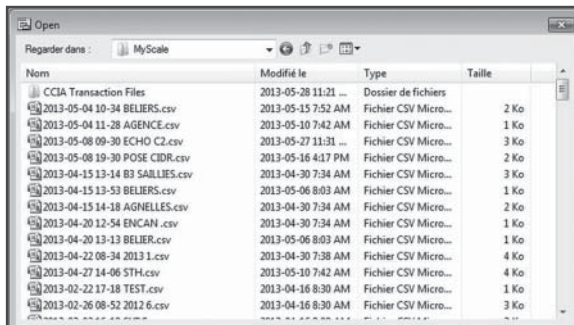 Open
Regarder dans : MyScale
Nom Modifié le Type Taille
CCIA Transaction Files 2013-05-28 11:21 ... Dossier de fichiers
2013-05-04 10-34 BELIERS.csv 2013-05-15 7:52 AM Fichier CSV Micro... 2 Ko
2013-05-04 11-28 AGENCE.csv 2013-05-10 7:42 AM Fichier CSV Micro... 1 Ko
2013-05-08 09-30 ECHO C2.csv 2013-05-27 11:31 ... Fichier CSV Micro... 3 Ko
2013-05-08 19-30 POSE CIDR.csv 2013-05-16 4:17 PM Fichier CSV Micro... 2 Ko
2013-04-15 13-14 B3 SAILLIES.csv 2013-04-30 7:34 AM Fichier CSV Micro... 3 Ko
2013-04-15 13-53 BELIERS.csv 2013-05-06 8:03 AM Fichier CSV Micro... 1 Ko
2013-04-15 14-18 AGNELLES.csv 2013-04-30 7:34 AM Fichier CSV Micro... 2 Ko
2013-04-20 12-54 ENCAN .csv 2013-04-30 7:34 AM Fichier CSV Micro... 1 Ko
2013-04-20 13-13 BELIER.csv 2013-05-06 8:03 AM Fichier CSV Micro... 1 Ko
2013-04-22 08-34 2013 1.csv 2013-04-30 7:38 AM Fichier CSV Micro... 4 Ko
2013-04-27 14-06 STH.csv 2013-05-10 7:42 AM Fichier CSV Micro... 4 Ko
2013-02-22 17-18 TEST.csv 2013-04-16 8:30 AM Fichier CSV Micro... 1 Ko
2013-02-26 08-52 2012 6.csv 2013-04-16 8:30 AM Fichier CSV Micro... 3 Ko